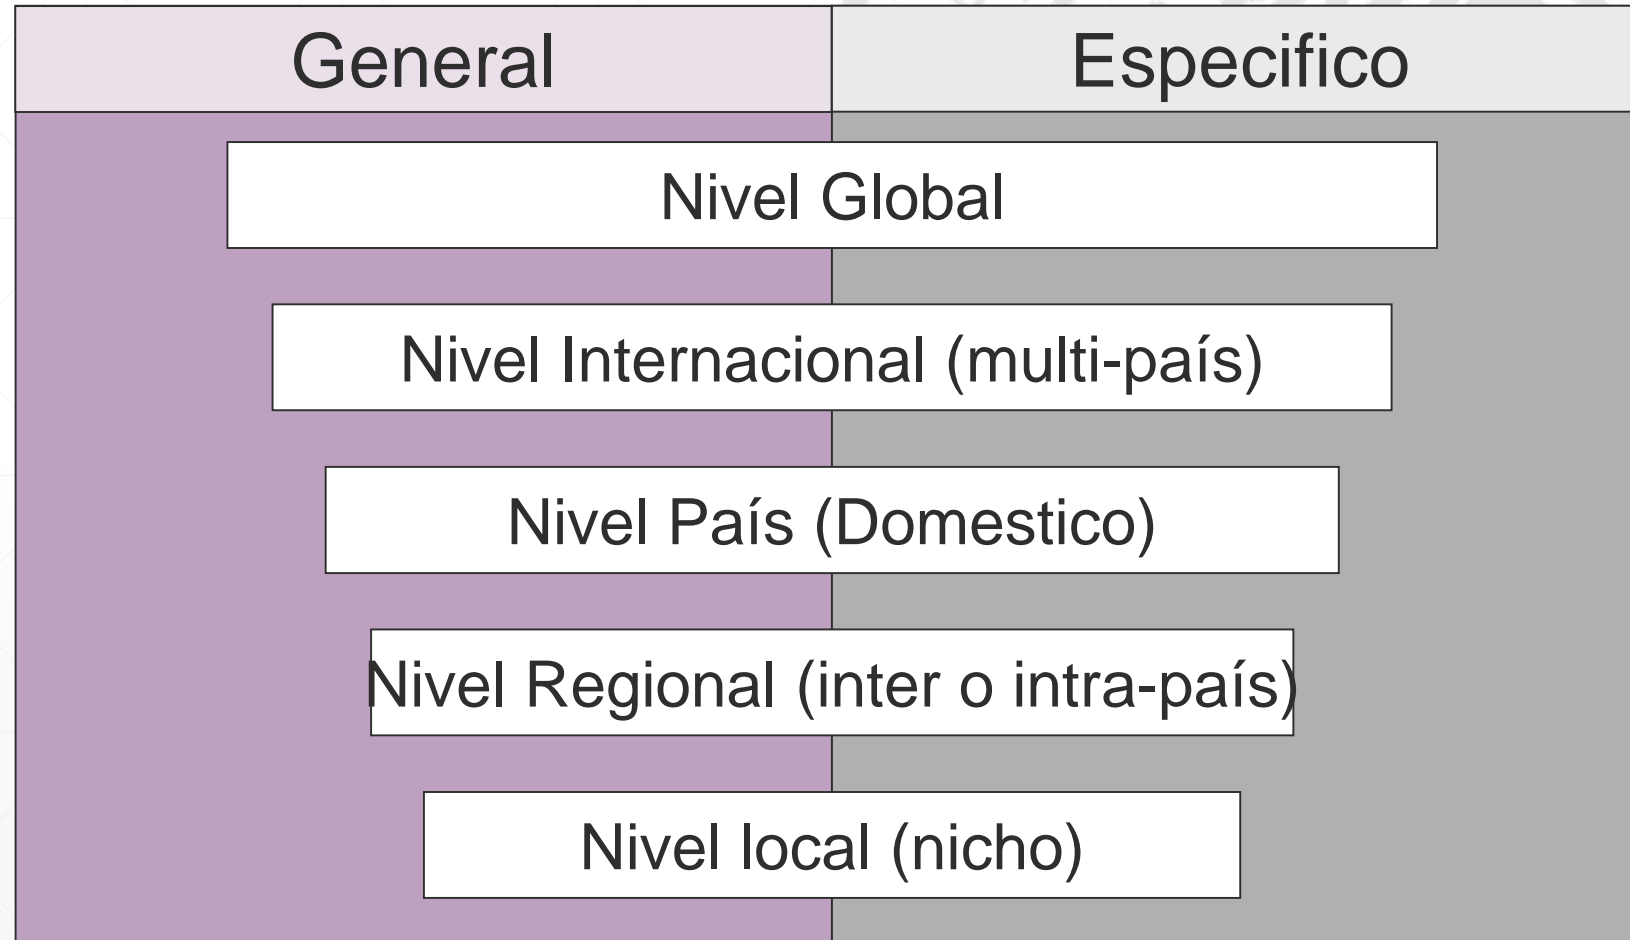 General
Especifico
Nivel Global
Nivel Internacional (multi-país)
Nivel País (Domestico)
Nivel Regional (inter o intra-país)
Nivel local (nicho)